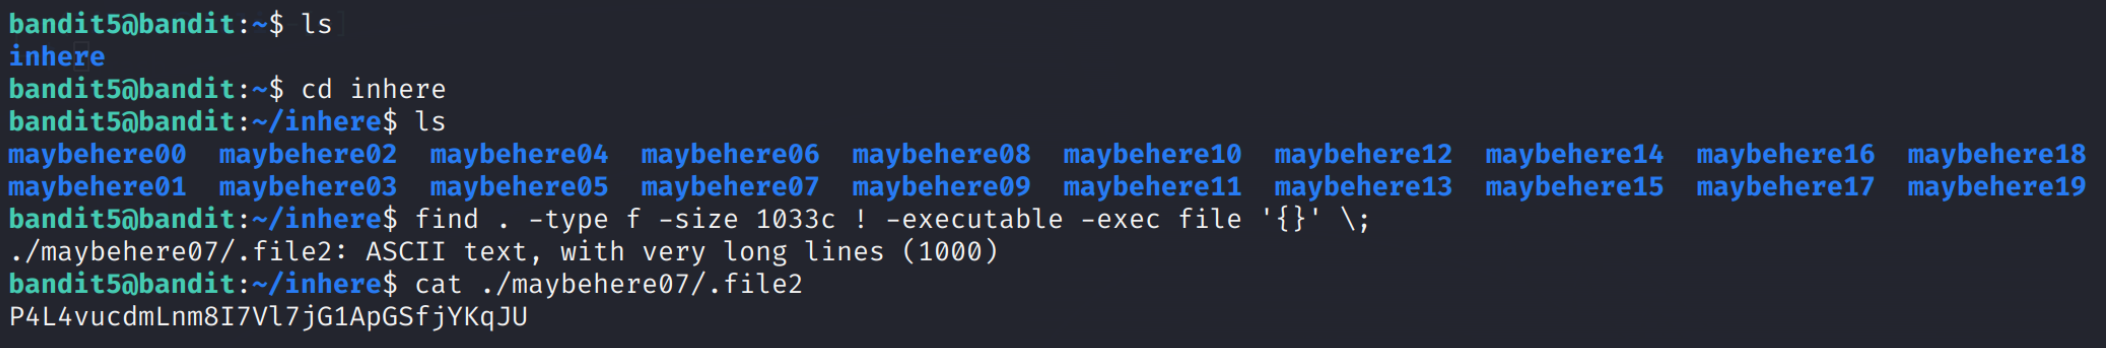 bandit5@bandit:~$ ls
inhere
bandit5@bandit:~$ cd inhere
bandit5@bandit:~/inhere$ ls
maybehere00  maybehere02  maybehere04  maybehere06  maybehere08  maybehere10  maybehere12  maybehere14  maybehere16  maybehere18
maybehere01  maybehere03  maybehere05  maybehere07  maybehere09  maybehere11  maybehere13  maybehere15  maybehere17  maybehere19
bandit5@bandit:~/inhere$ find . -type f -size 1033c ! -executable -exec file '{}' \;
./maybehere07/.file2: ASCII text, with very long lines (1000)
bandit5@bandit:~/inhere$ cat ./maybehere07/.file2
P4L4vucdmLnm8I7Vl7jG1ApGSfjYKqJU